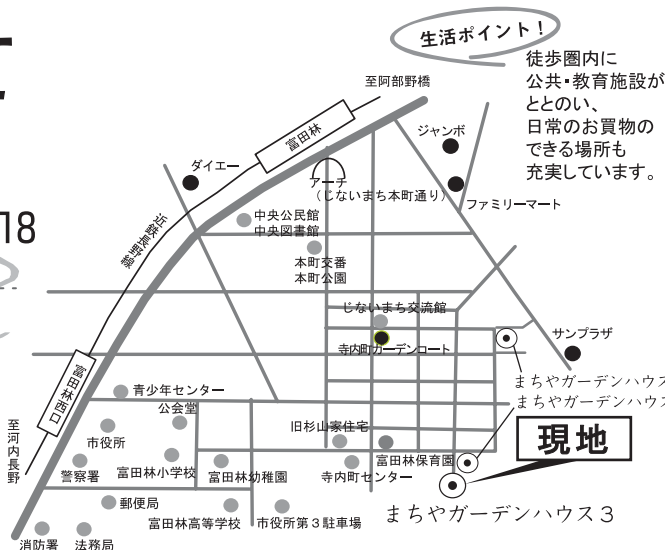 生活ポイント!
徒歩圏内に
公共・教育施設が
ととのい、
日常のお買物の
できる場所も
充実しています。
至阿部野橋
富田林
ジャンボ
ダイエー
アーチ
(じないまち本町通り)
ファミリーマート
18
中央公民館
中央図書館
近鉄長野線
本町交番
本町公園
じないまち交流館
寺内町ガーデンコート
サンプラザ
富田林西口
まちやガーデンハウス
まちやガーデンハウス
青少年センター
公会堂
至河内長野
市役所
旧杉山家住宅
現地
警察署
富田林小学校
富田林幼稚園
富田林保育園
寺内町センター
郵便局
富田林高等学校
市役所第3駐車場
まちやガーデンハウス3
消防署
法務局